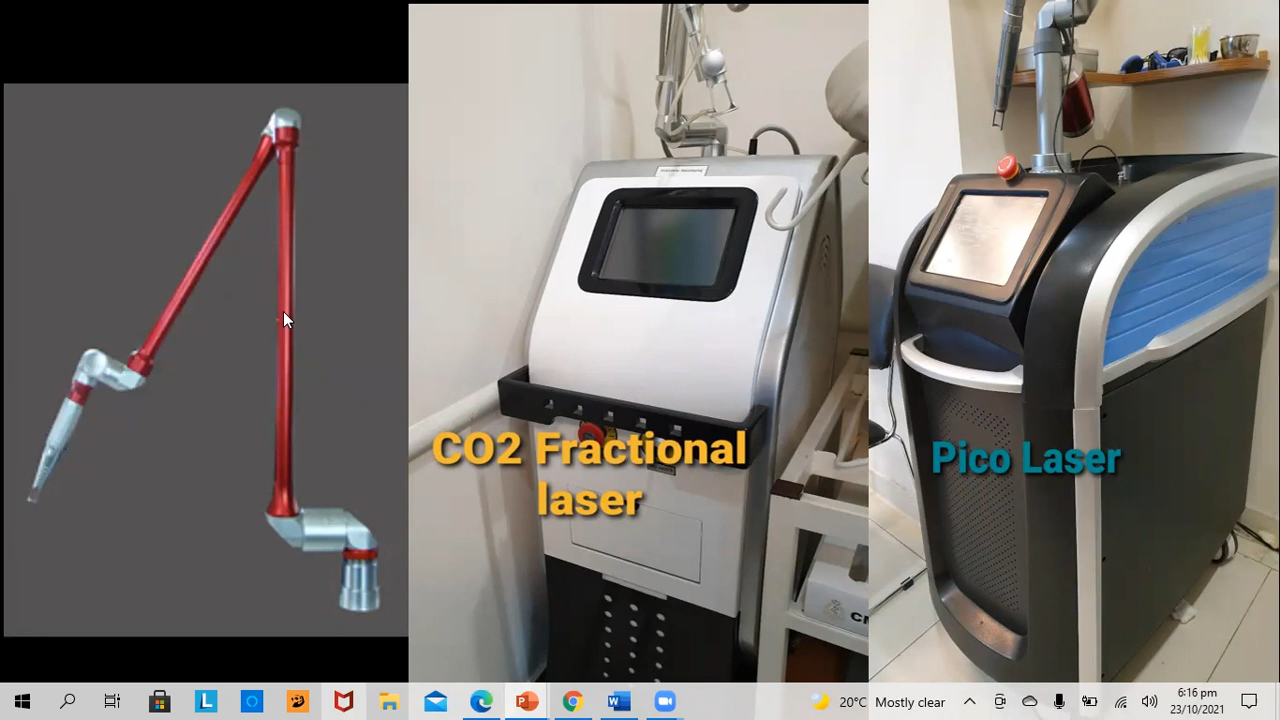 CO2 Fractional
laser
Pico Laser
20°C Mostly clear
6:16 pm
23/10/2021